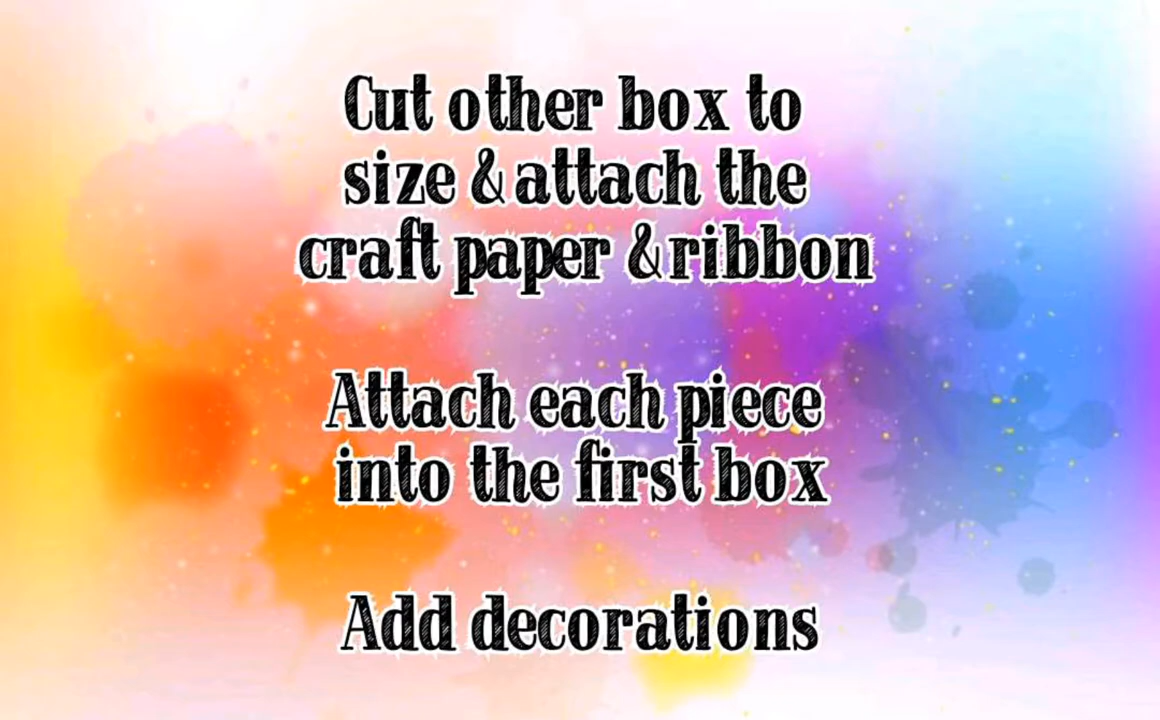 Cut other box to
size & attach the
craft paper & ribbon
Attach each piece
into the first box
Add decorations